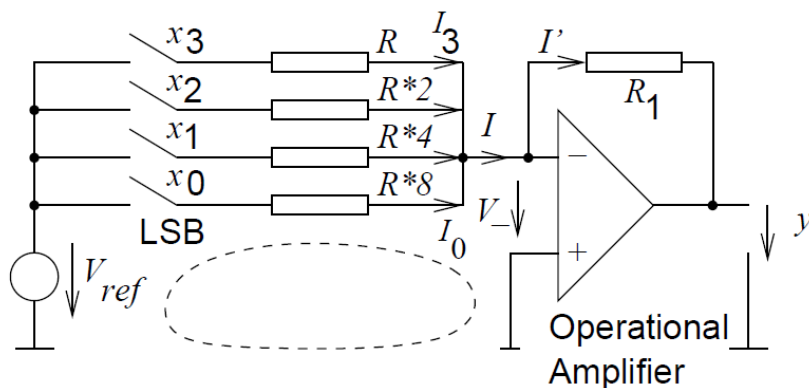 x3 R I3
x2 R*2
x1 R*4
x0 R*8
LSB I0
I I' R1
V_ − +
Vref
y
Operational
Amplifier